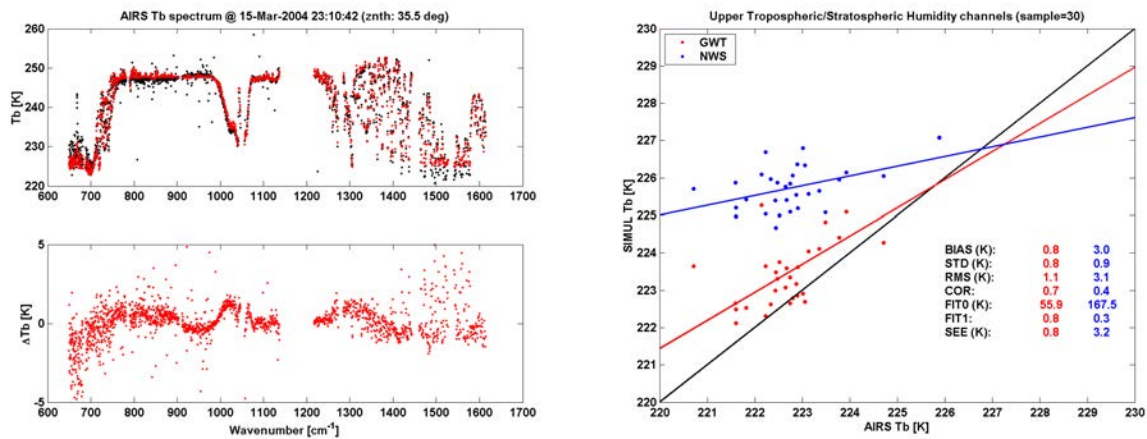 AIRS Tb spectrum @ 15-Mar-2004 23:10:42 (znth: 35.5 deg)
260
250
240
230
220
Tb [K]
600 700 800 900 1000 1100 1200 1300 1400 1500 1600 1700
5
0
-5
ΔTb [K]
600 700 800 900 1000 1100 1200 1300 1400 1500 1600 1700
Wavenumber [cm⁻¹]
Upper Tropospheric/Stratospheric Humidity channels (sample=30)
GWT
NWS
230
229
228
227
226
225
224
223
222
221
220
SIMUL Tb [K]
BIAS (K): 0.8 3.0
STD (K): 0.8 0.9
RMS (K): 1.1 3.1
COR: 0.7 0.4
FIT0 (K): 55.9 167.5
FIT1: 0.8 0.3
SEE (K): 0.8 3.2
220 221 222 223 224 225 226 227 228 229 230
AIRS Tb [K]